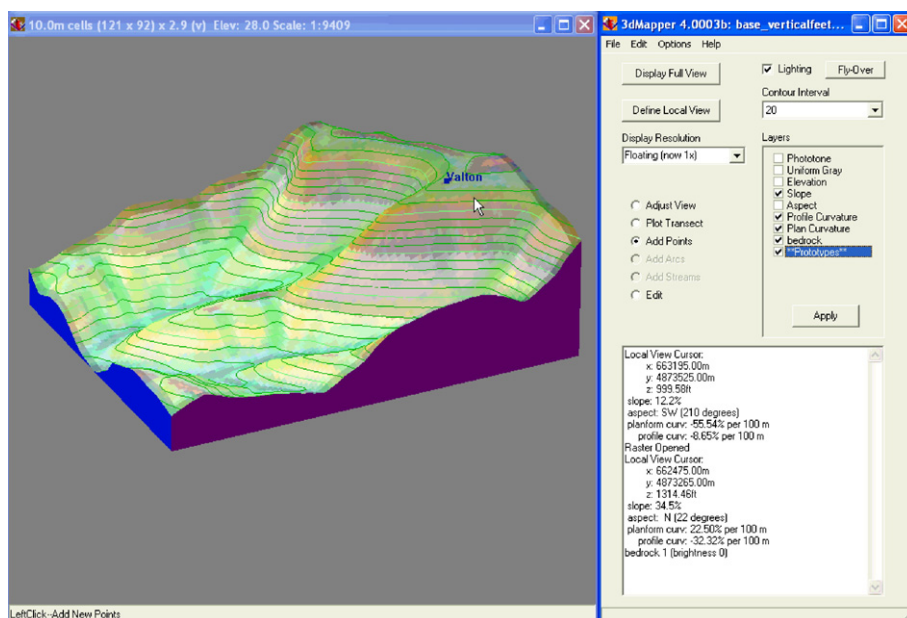 10.0m cells (121 x 92) x 2.9 (v) Elev: 28.0 Scale: 1:9409
Valton
LeftClick--Add New Points
3dMapper 4.0003b: base_verticalfeet...
File Edit Options Help
Display Full View
Lighting
Fly-Over
Define Local View
Contour Interval
20
Display Resolution
Floating (now 1x)
Layers
Phototone
Uniform Gray
Elevation
Slope
Aspect
Profile Curvature
Plan Curvature
bedrock
**Prototypes**
Adjust View
Plot Transect
Add Points
Add Arcs
Add Streams
Edit
Apply
Local View Cursor:
x: 663195.00m
y: 4873525.00m
z: 999.58ft
slope: 12.2%
aspect: SW (210 degrees)
planform curv: -55.54% per 100 m
profile curv: -8.65% per 100 m
Raster Opened
Local View Cursor:
x: 662475.00m
y: 4873265.00m
z: 1314.46ft
slope: 34.5%
aspect: N (22 degrees)
planform curv: 22.50% per 100 m
profile curv: -32.32% per 100 m
bedrock 1 (brightness 0)